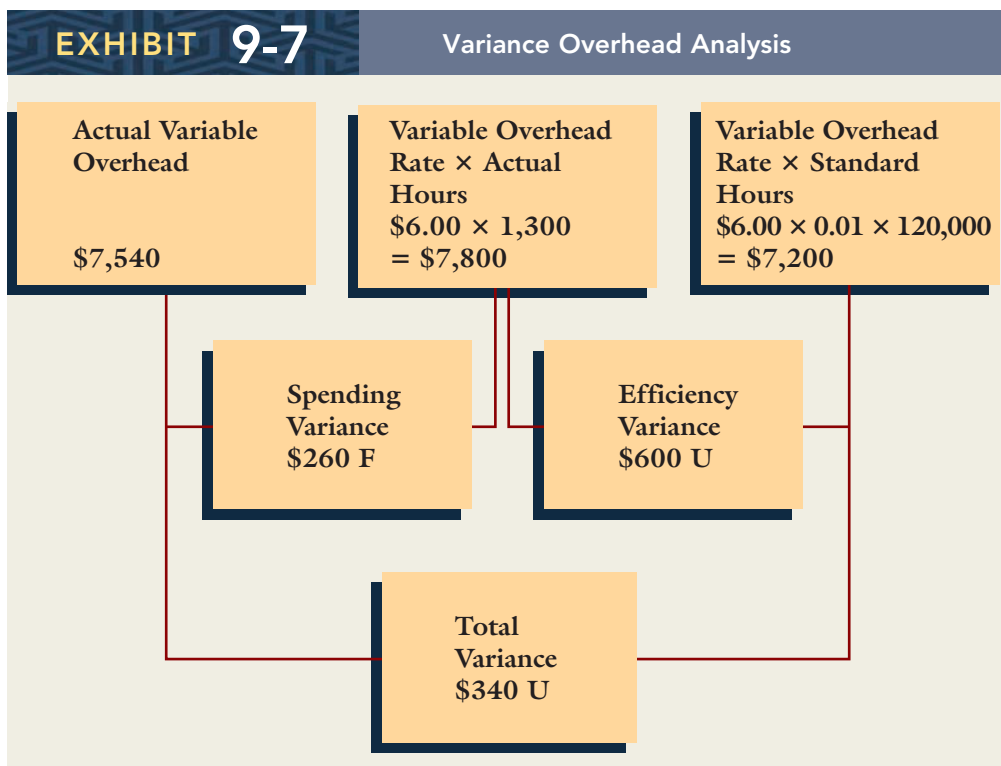 EXHIBIT 9-7
Variance Overhead Analysis
Actual Variable
Overhead
$7,540
Variable Overhead
Rate × Actual
Hours
$6.00 × 1,300
= $7,800
Variable Overhead
Rate × Standard
Hours
$6.00 × 0.01 × 120,000
= $7,200
Spending
Variance
$260 F
Efficiency
Variance
$600 U
Total
Variance
$340 U